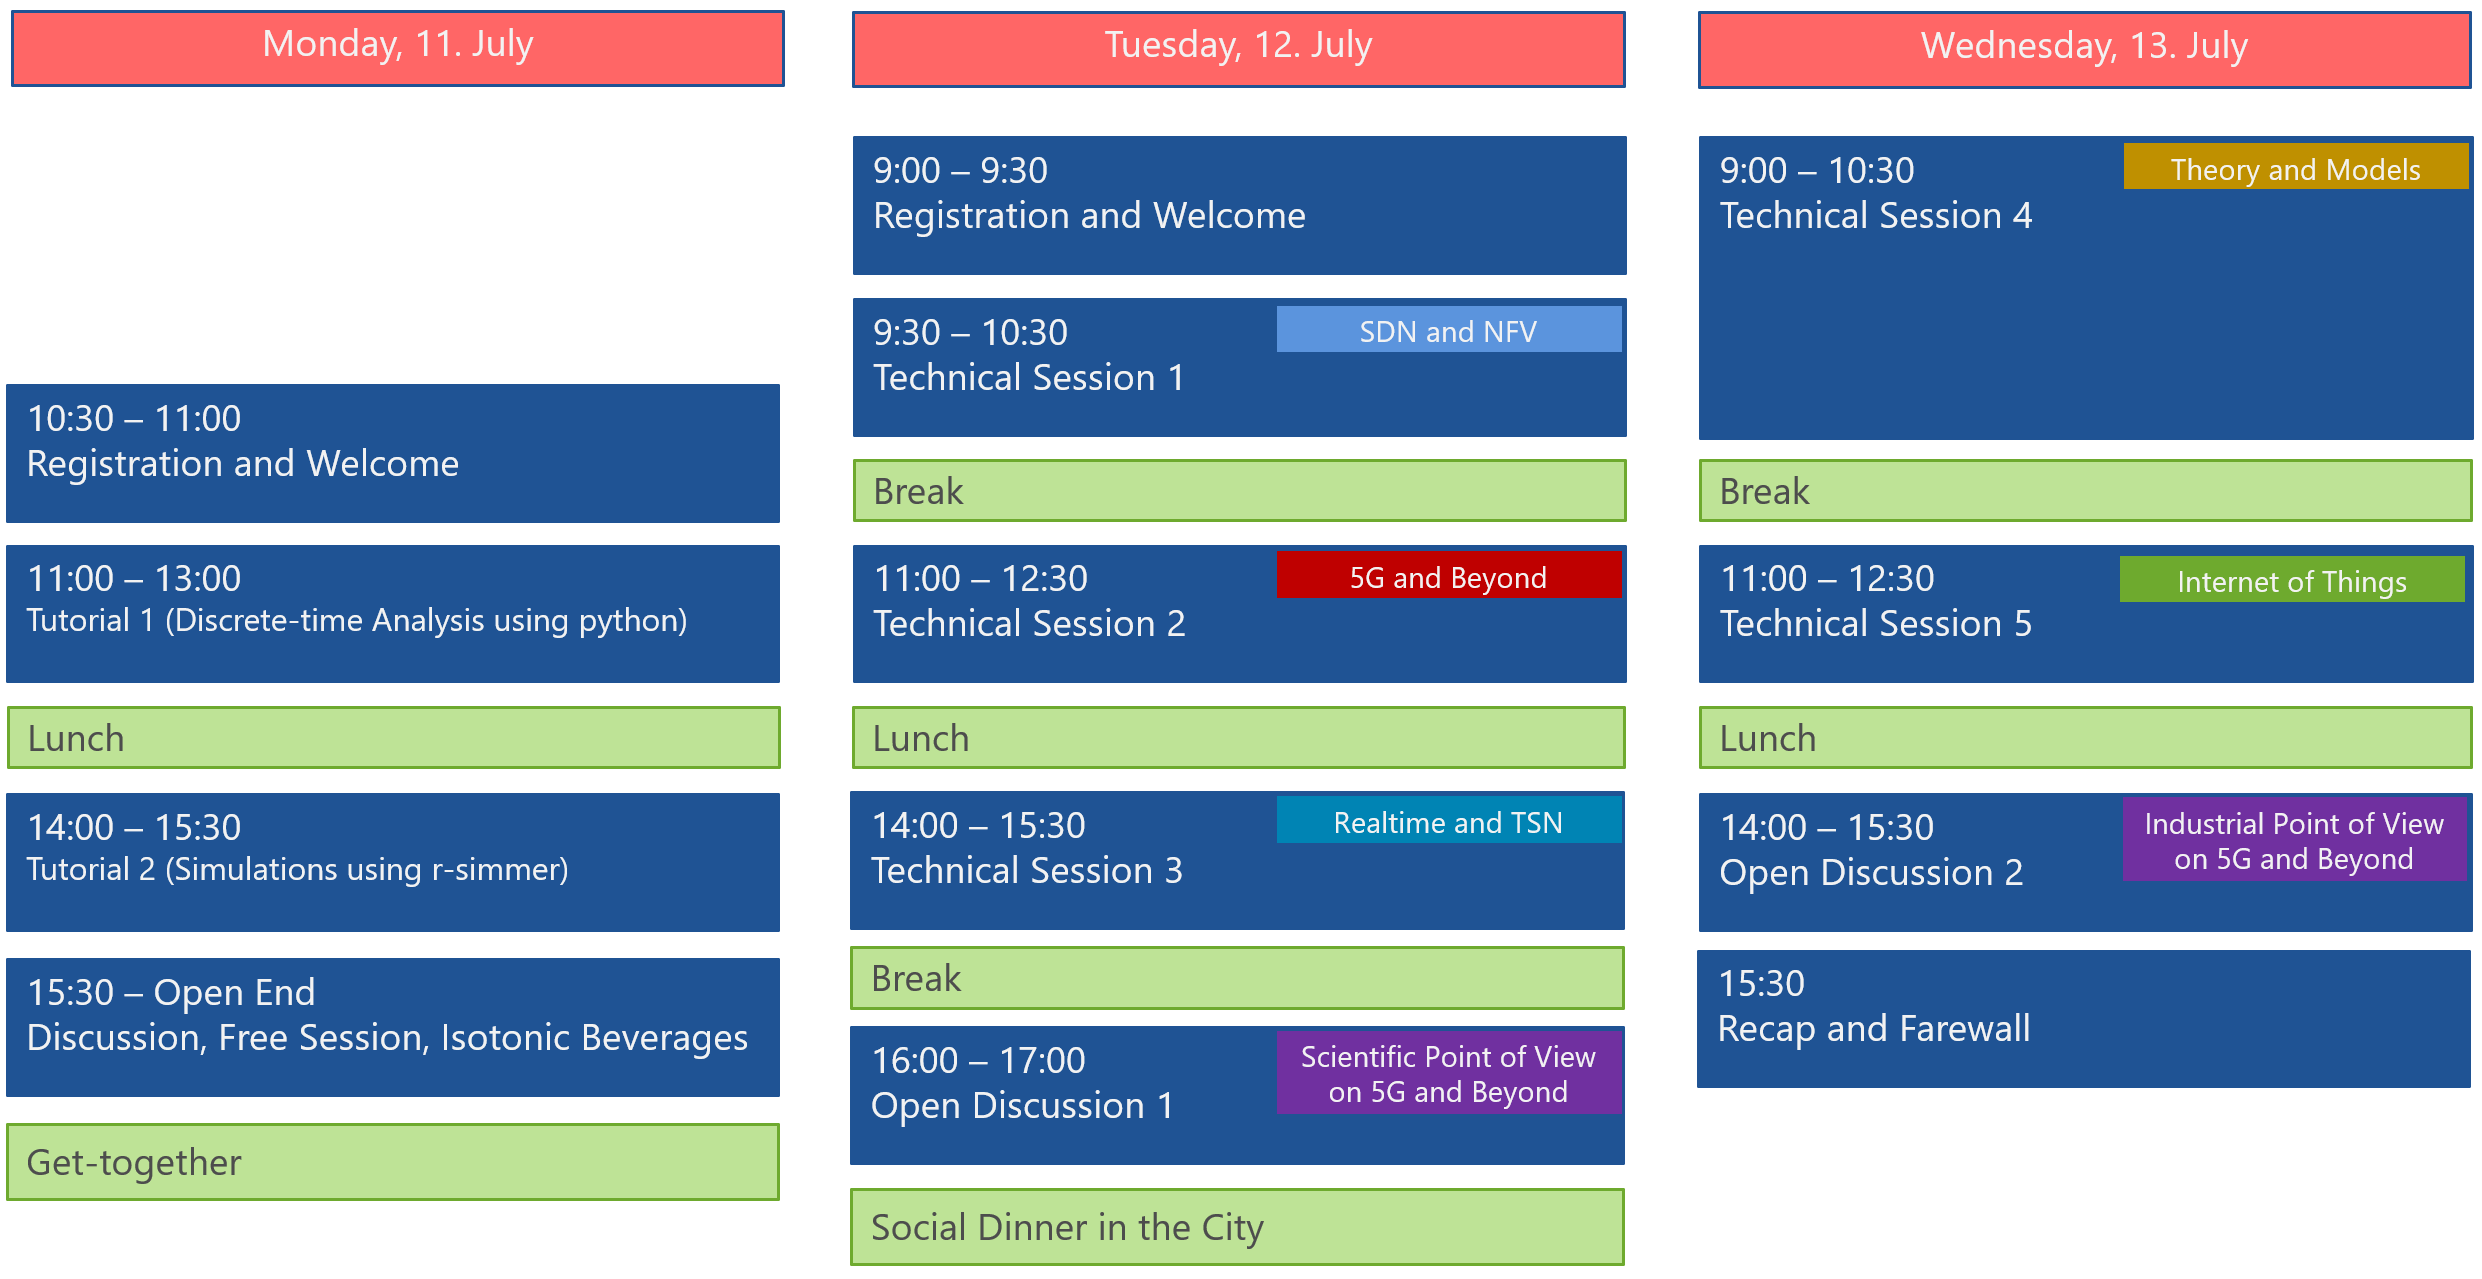 Monday, 11. July
10:30 – 11:00
Registration and Welcome
11:00 – 13:00
Tutorial 1 (Discrete-time Analysis using python)
Lunch
14:00 – 15:30
Tutorial 2 (Simulations using r-simmer)
15:30 – Open End
Discussion, Free Session, Isotonic Beverages
Get-together
Tuesday, 12. July
9:00 – 9:30
Registration and Welcome
9:30 – 10:30
Technical Session 1
SDN and NFV
Break
11:00 – 12:30
Technical Session 2
5G and Beyond
Lunch
14:00 – 15:30
Technical Session 3
Realtime and TSN
Break
16:00 – 17:00
Open Discussion 1
Scientific Point of View
on 5G and Beyond
Social Dinner in the City
Wednesday, 13. July
9:00 – 10:30
Technical Session 4
Theory and Models
Break
11:00 – 12:30
Technical Session 5
Internet of Things
Lunch
14:00 – 15:30
Open Discussion 2
Industrial Point of View
on 5G and Beyond
15:30
Recap and Farewall